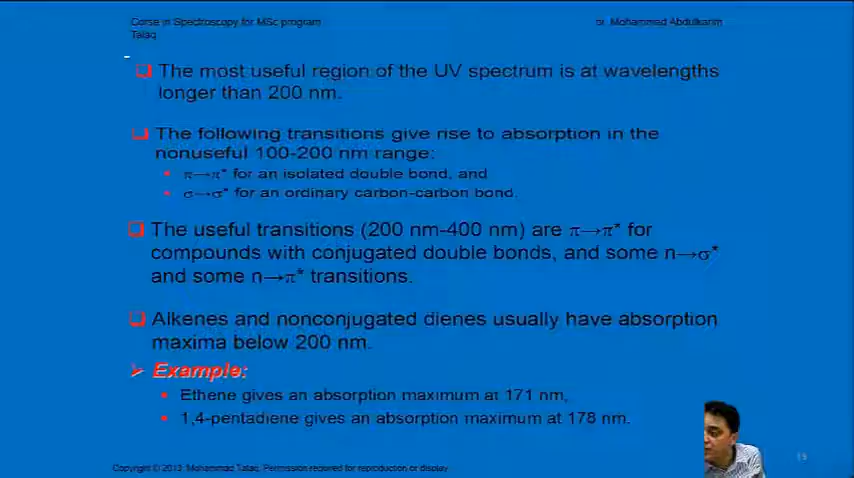 Corse in Spectroscopy for MSc program
Talaq
Dr. Mohammad Abdulkarim
The most useful region of the UV spectrum is at wavelengths
longer than 200 nm.
The following transitions give rise to absorption in the
nonuseful 100-200 nm range:
π→π* for an isolated double bond, and
σ→σ* for an ordinary carbon-carbon bond.
The useful transitions (200 nm-400 nm) are π→π* for
compounds with conjugated double bonds, and some n→σ*
and some n→π* transitions.
Alkenes and nonconjugated dienes usually have absorption
maxima below 200 nm.
Example:
Ethene gives an absorption maximum at 171 nm,
1,4-pentadiene gives an absorption maximum at 178 nm.
Copyright © 2013, Mohammad Talaq, Permission required for reproduction or display